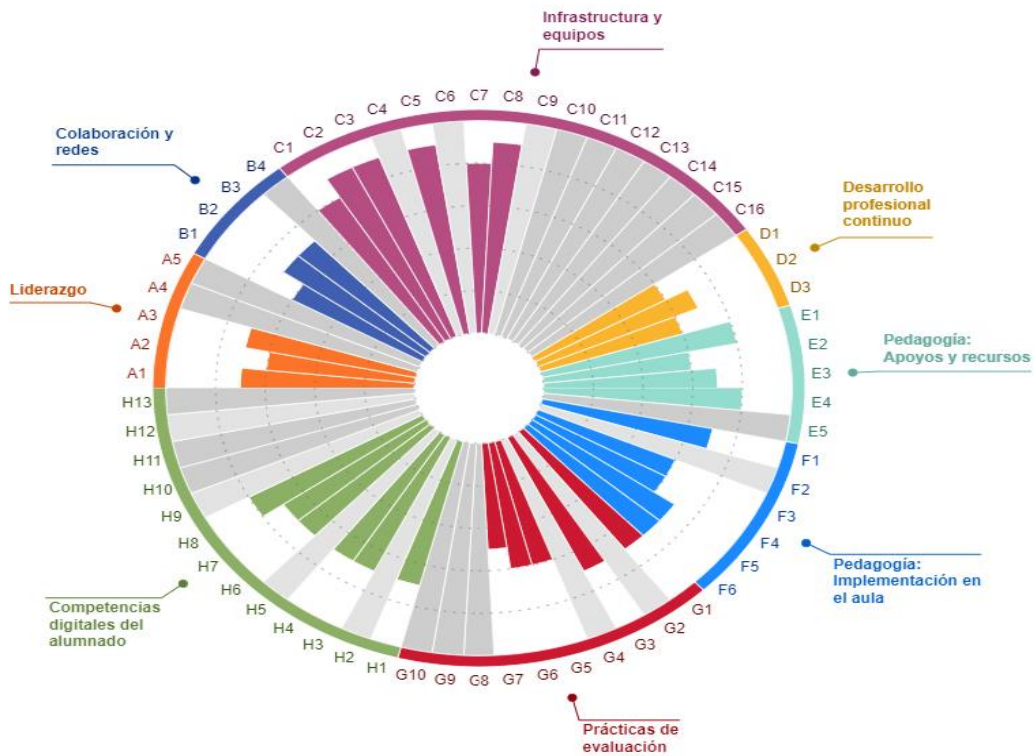 Infraestructura y
equipos
Colaboración y
redes
Desarrollo
profesional
continuo
Liderazgo
Pedagogía:
Apoyos y recursos
Pedagogía:
Implementación en
el aula
Competencias
digitales del
alumnado
Prácticas de
evaluación
A1
A2
A3
A4
A5
B1
B2
B3
B4
C1
C2
C3
C4
C5
C6
C7
C8
C9
C10
C11
C12
C13
C14
C15
C16
D1
D2
D3
E1
E2
E3
E4
E5
F1
F2
F3
F4
F5
F6
G1
G2
G3
G4
G5
G6
G7
G8
G9
G10
H1
H2
H3
H4
H5
H6
H7
H8
H9
H10
H11
H12
H13